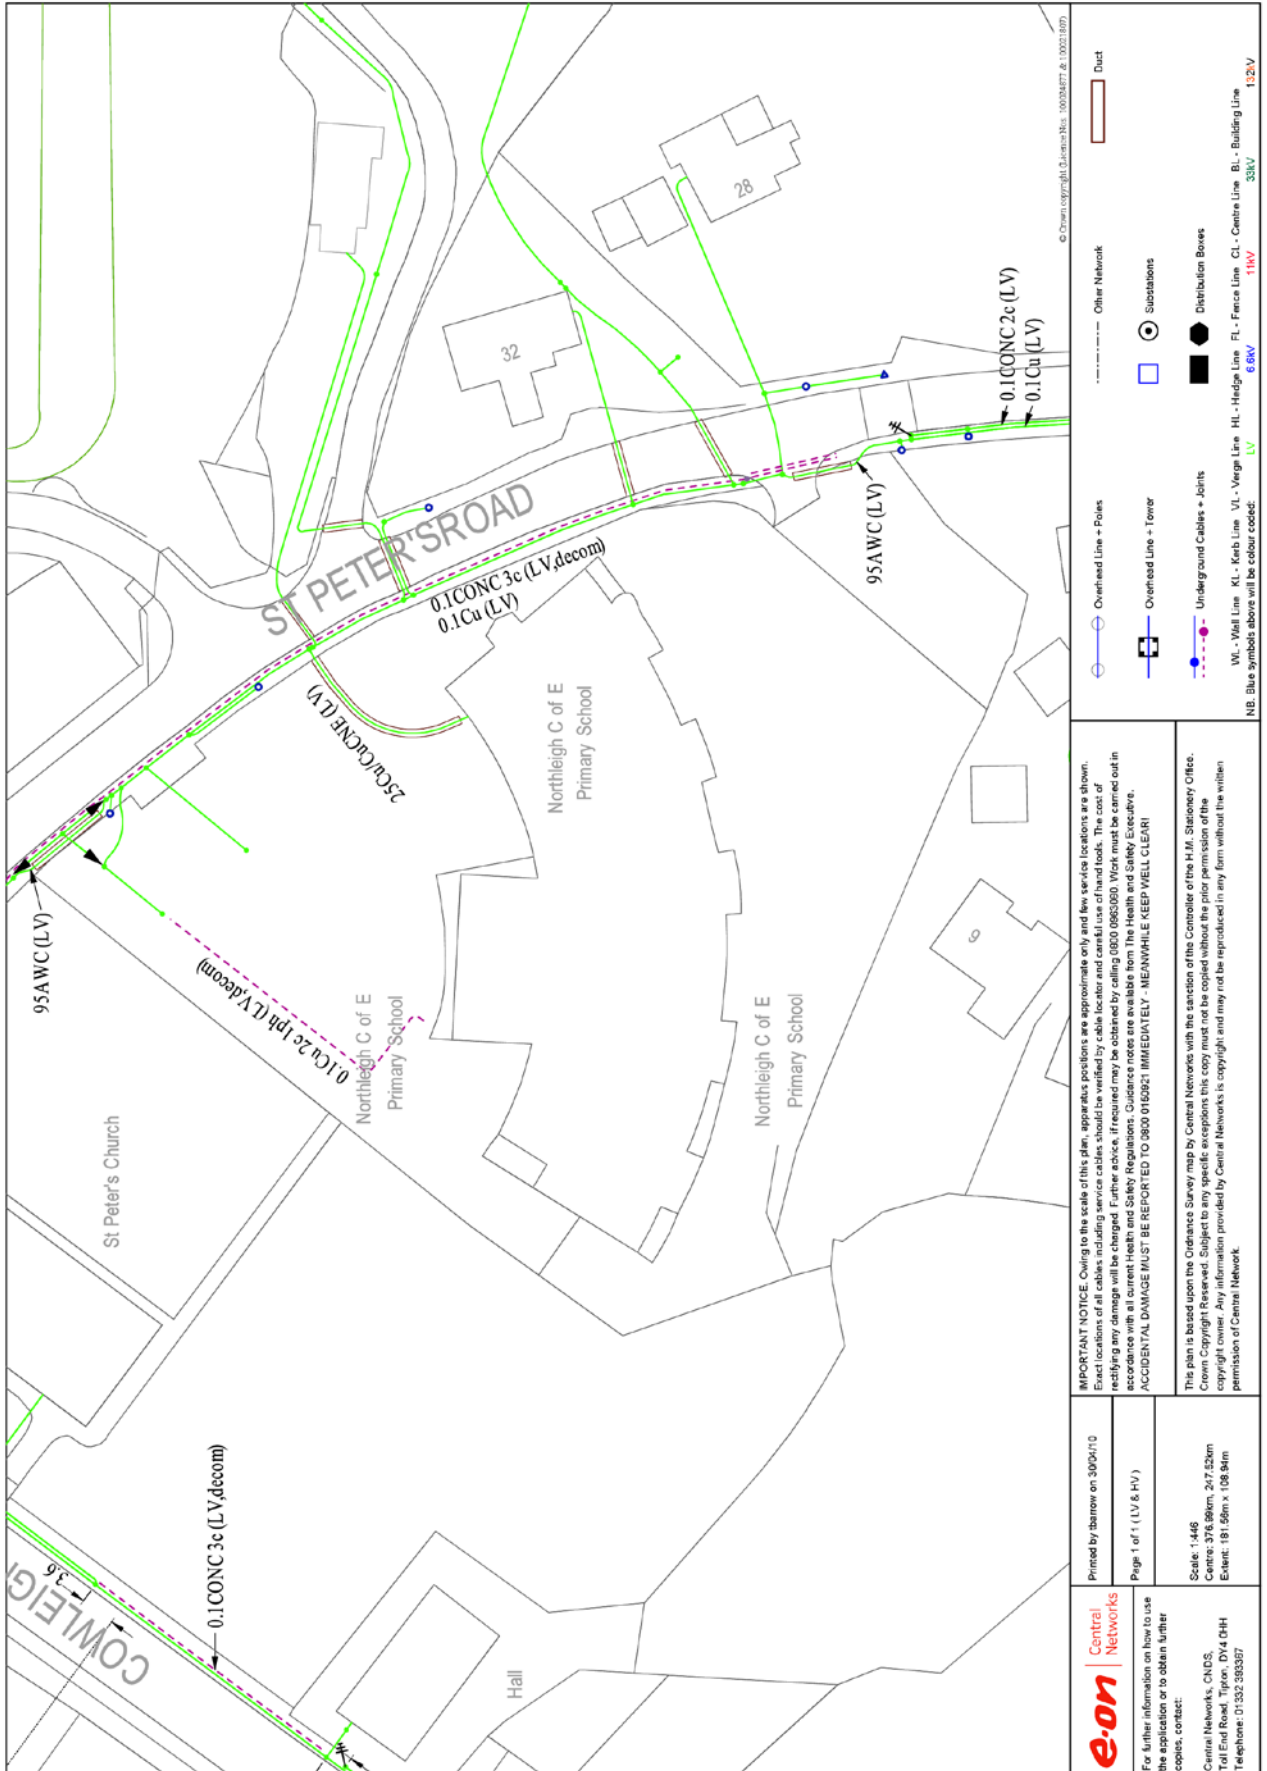 COWLEIGH
3.6
0.1CONC 3c (LV,decom)
Hall
St Peter's Church
95AWC (LV)
0.1Cu 2c 1ph (LV,decom)
Northleigh C of E
Primary School
25Cu/CuCNE (LV)
Northleigh C of E
Primary School
Northleigh C of E
Primary School
ST PETER'S ROAD
0.1CONC 3c (LV,decom)
0.1Cu (LV)
32
28
9
95AWC (LV)
0.1CONC 2c (LV)
0.1Cu (LV)
© Crown copyright (Licence Nos. 100024877 & 100021807)
e·on Central
Networks
For further information on how to use
the application or to obtain further
copies, contact:
Central Networks, CNDS,
Toll End Road, Tipton, DY4 0HH
Telephone: 01332 393367
Printed by tbarrow on 30/04/10
Page 1 of 1 (LV & HV)
Scale: 1:446
Centre: 376.99km, 247.52km
Extent: 181.56m x 108.94m
IMPORTANT NOTICE. Owing to the scale of this plan, apparatus positions are approximate only and few service locations are shown.
Exact locations of all cables including service cables should be verified by cable locator and careful use of hand tools. The cost of
rectifying any damage will be charged. Further advice, if required may be obtained by calling 0800 0963080. Work must be carried out in
accordance with all current Health and Safety Regulations. Guidance notes are available from The Health and Safety Executive.
ACCIDENTAL DAMAGE MUST BE REPORTED TO 0800 0150921 IMMEDIATELY - MEANWHILE KEEP WELL CLEAR!
This plan is based upon the Ordnance Survey map by Central Networks with the sanction of the Controller of the H.M. Stationery Office.
Crown Copyright Reserved. Subject to any specific exceptions this copy must not be copied without the prior permission of the
copyright owner. Any information provided by Central Networks is copyright and may not be reproduced in any form without the written
permission of Central Network.
Overhead Line + Poles
Other Network
Duct
Overhead Line + Tower
Substations
Underground Cables + Joints
Distribution Boxes
WL - Wall Line KL - Kerb Line VL - Verge Line HL - Hedge Line FL - Fence Line CL - Centre Line BL - Building Line
NB. Blue symbols above will be colour coded: LV 6.6kV 11kV 33kV 132kV